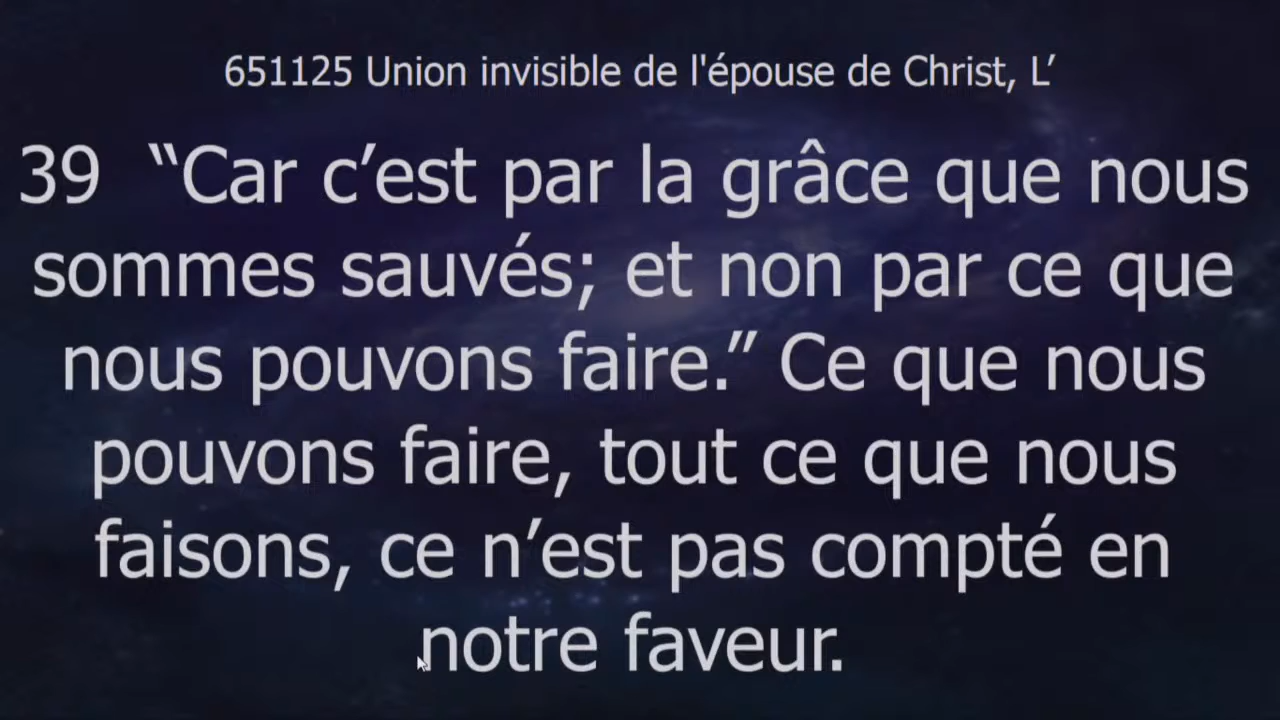 651125 Union invisible de l'épouse de Christ, L’
39 “Car c’est par la grâce que nous
sommes sauvés; et non par ce que
nous pouvons faire.” Ce que nous
pouvons faire, tout ce que nous
faisons, ce n’est pas compté en
notre faveur.